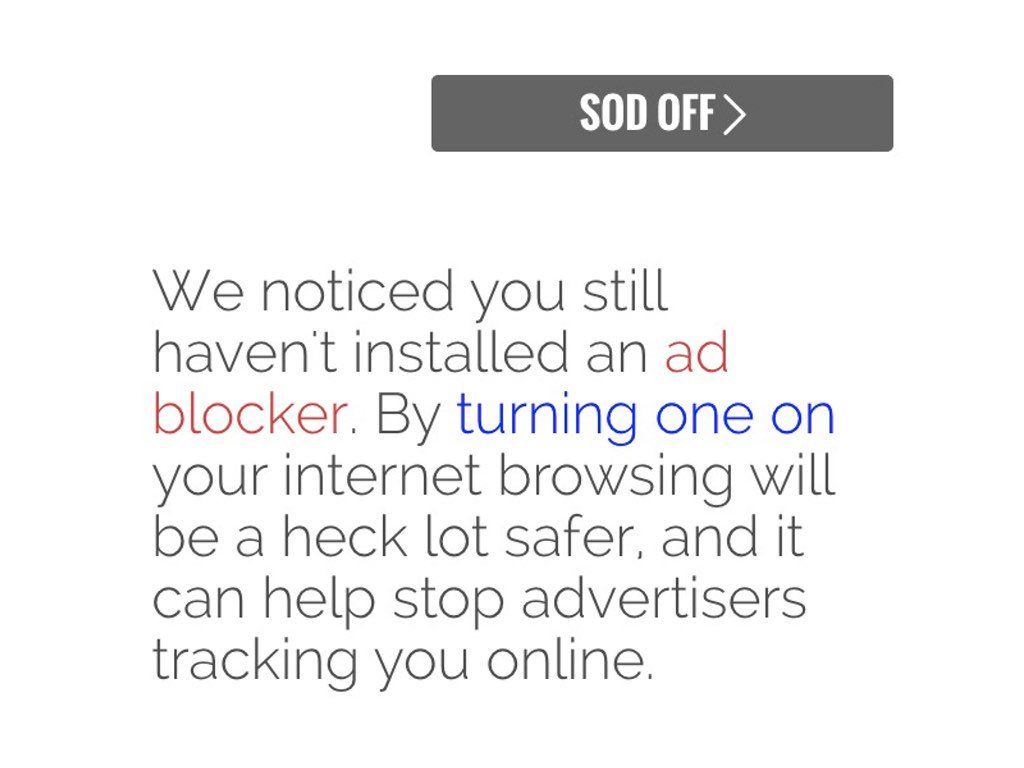 SOD OFF
We noticed you still
haven't installed an ad
blocker. By turning one on
your internet browsing will
be a heck lot safer, and it
can help stop advertisers
tracking you online.